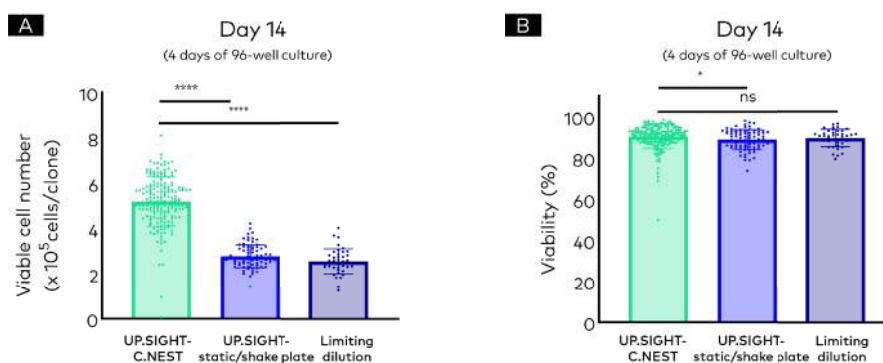 A
Day 14
(4 days of 96-well culture)
****
****
Viable cell number
(x 10⁵cells/clone)
10
8
6
4
2
0
UP.SIGHT-
C.NEST
UP.SIGHT-
static/shake plate
Limiting
dilution
B
Day 14
(4 days of 96-well culture)
*
ns
Viability (%)
100
80
60
40
20
0
UP.SIGHT-
C.NEST
UP.SIGHT-
static/shake plate
Limiting
dilution